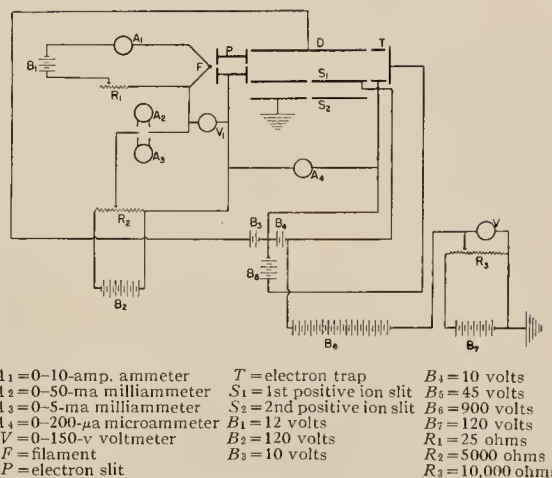 A1
P
D
T
B1
F
S1
R1
A2
S2
V1
A3
A4
V
R2
B3
B4
R3
B5
B2
B6
B7
A1=0-10-amp. ammeter
A2=0-50-ma milliammeter
A3=0-5-ma milliammeter
A4=0-200-μa microammeter
V=0-150-v voltmeter
F=filament
P=electron slit
T=electron trap
S1=1st positive ion slit
S2=2nd positive ion slit
B1=12 volts
B2=120 volts
B3=10 volts
B4=10 volts
B5=45 volts
B6=900 volts
B7=120 volts
R1=25 ohms
R2=5000 ohms
R3=10,000 ohms